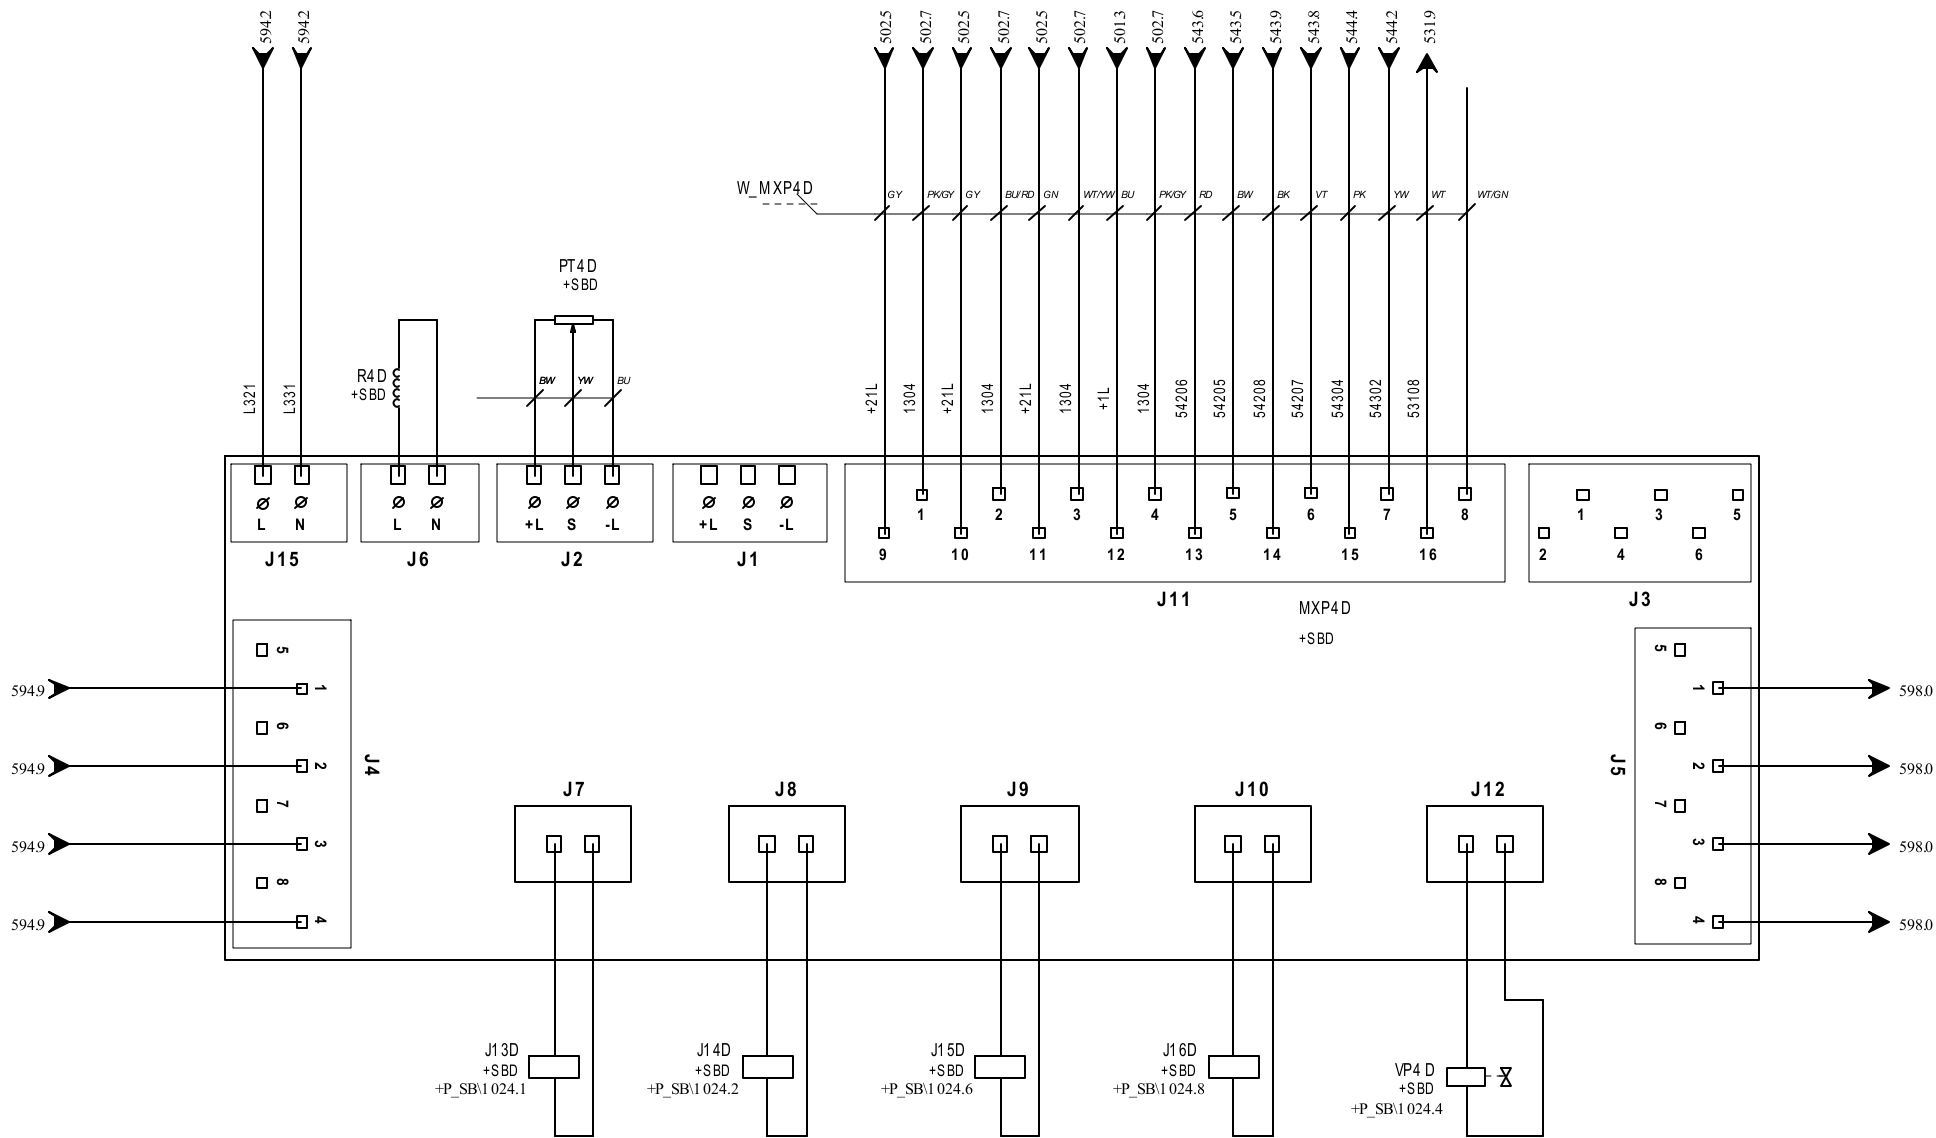 594.2 594.2 502.5 502.7 502.5 502.7 502.5 502.7 501.3 502.7 543.6 543.5 543.9 543.8 544.4 544.2 531.9
W_MXP4D GY PK/GY GY BU/RD GN WT/YW BU PK/GY RD BW BK VT PK YW WT WT/GN
PT4D
+SBD
R4D
+SBD
BW YW BU
L321 L331 +21L 1304 +21L 1304 +21L 1304 +1L 1304 54206 54205 54208 54207 54304 54302 53108
L N L N +L S -L +L S -L
1 2 3 4 5 6 7 8
9 10 11 12 13 14 15 16
1 3 5
2 4 6
J15 J6 J2 J1 J11 J3
MXP4D
+SBD
5 5
594.9 1 1 598.0
6 6
594.9 2 J4 J5 2 598.0
7 7
594.9 3 3 598.0
8 8
594.9 4 4 598.0
J7 J8 J9 J10 J12
J13D
+SBD
+P_SB\1024.1
J14D
+SBD
+P_SB\1024.2
J15D
+SBD
+P_SB\1024.6
J16D
+SBD
+P_SB\1024.8
VP4D
+SBD
+P_SB\1024.4